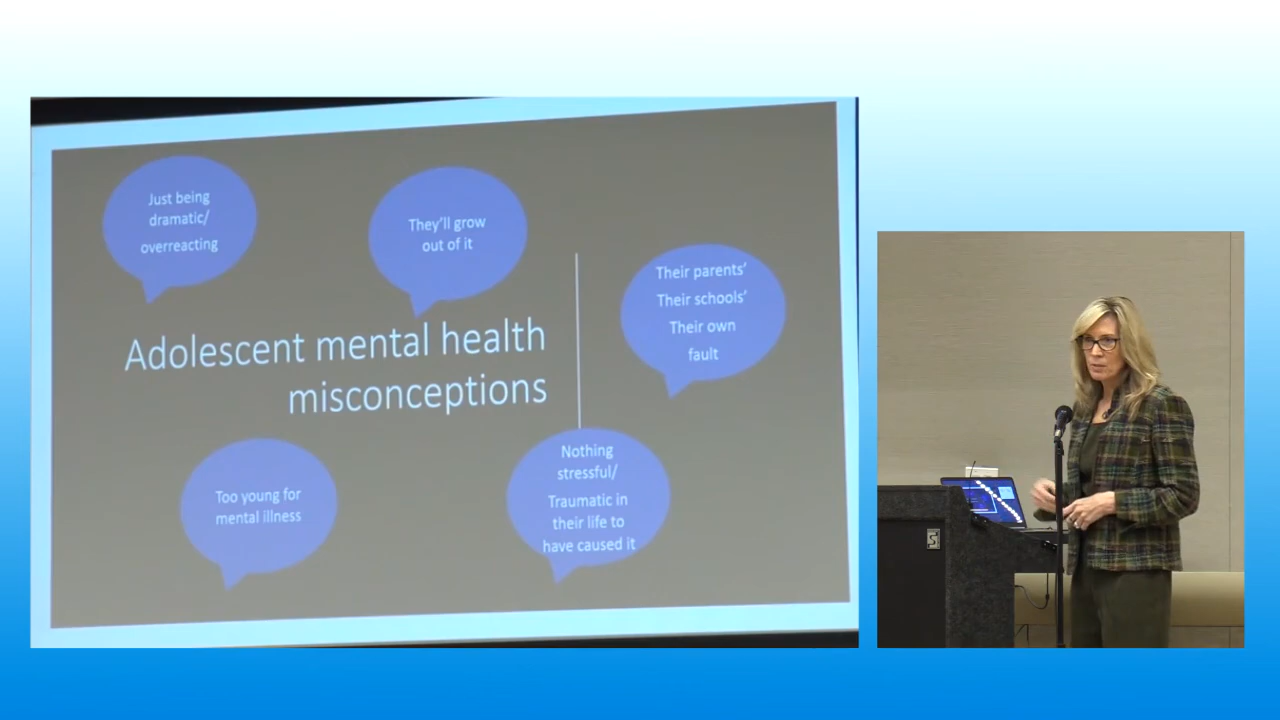 Just being
dramatic/
overreacting
They'll grow
out of it
Their parents'
Their schools'
Their own
fault
Adolescent mental health
misconceptions
Too young for
mental illness
Nothing
stressful/
Traumatic in
their life to
have caused it